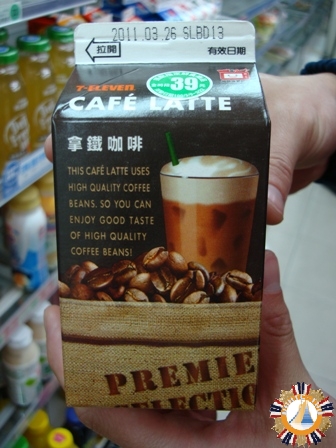 2011.03.26 SLBD13
拉開
有效日期
7-ELEVEN
39
CAFÉ LATTE
拿鐵咖啡
THIS CAFÉ LATTE USES
HIGH QUALITY COFFEE
BEANS, SO YOU CAN
ENJOY GOOD TASTE
OF HIGH QUALITY
COFFEE BEANS!
PREMIE
ELECTIO